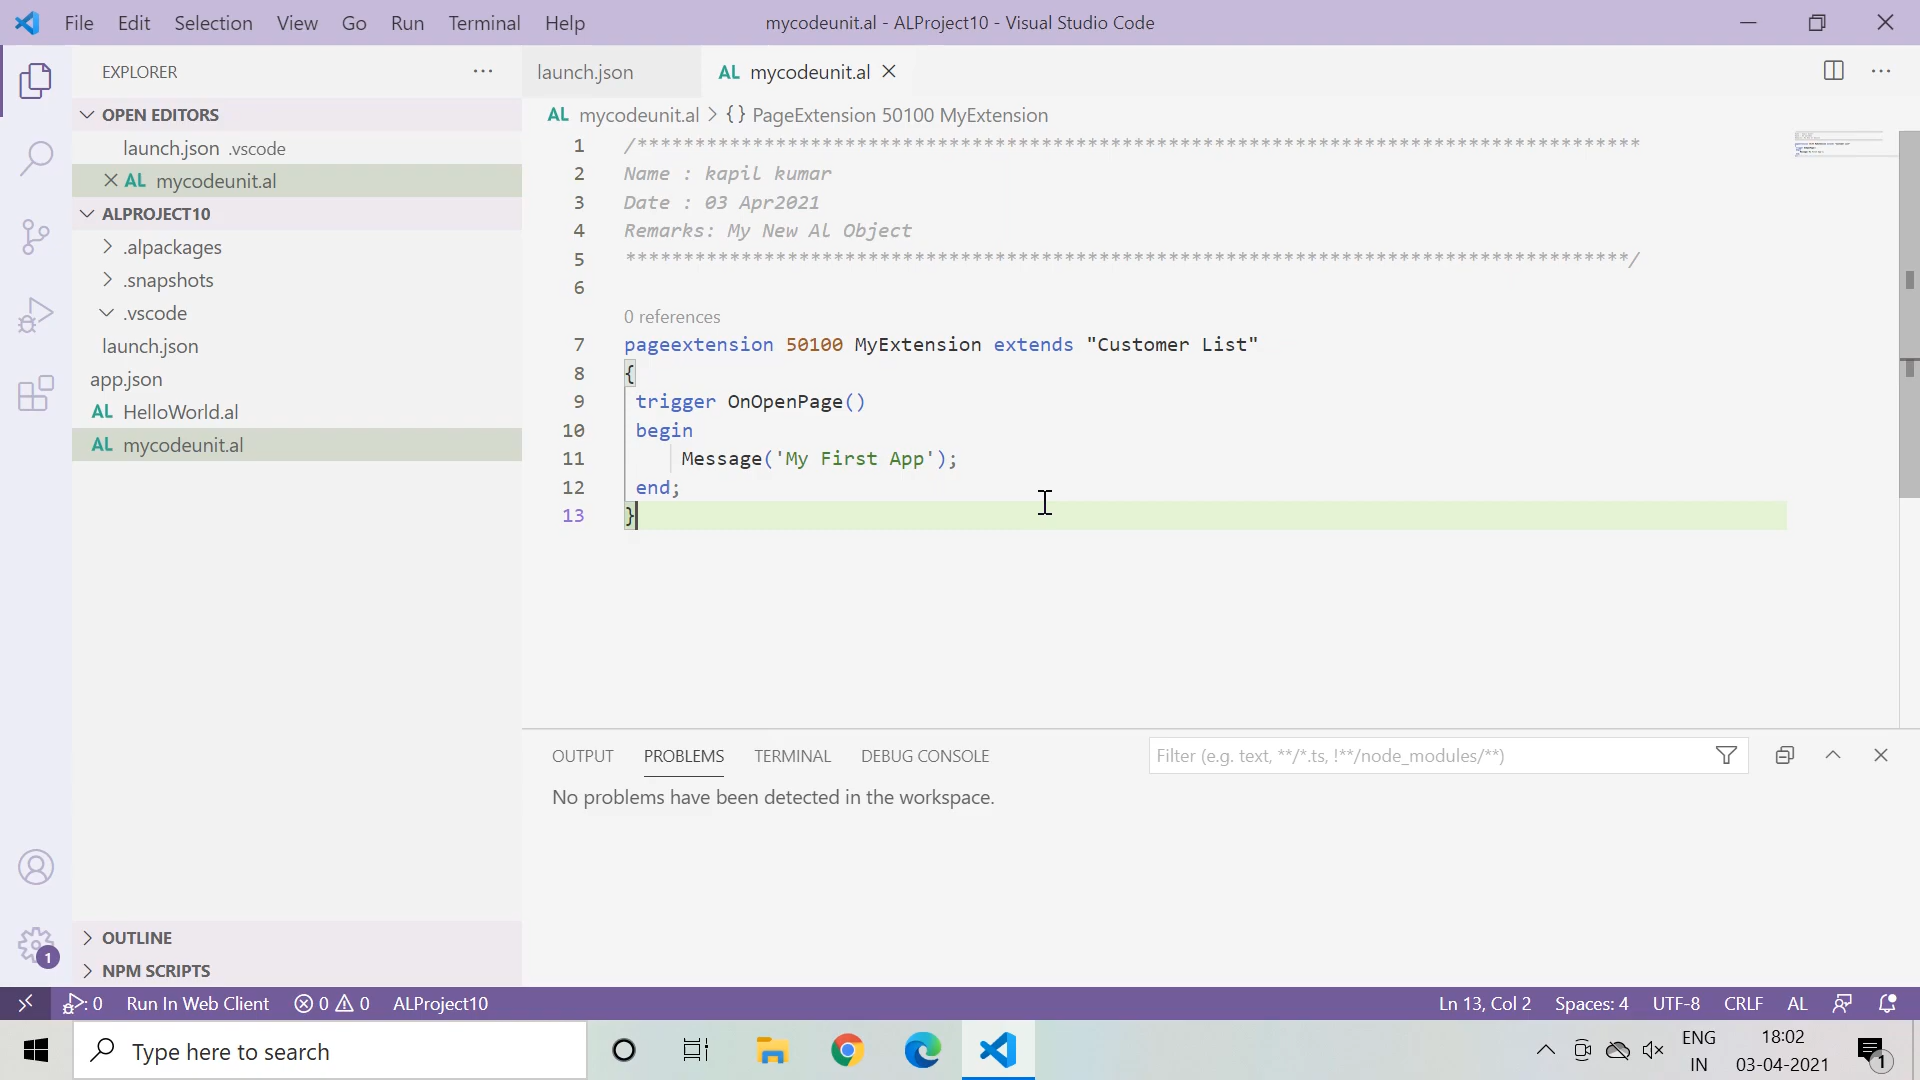 File Edit Selection View Go Run Terminal Help mycodeunit.al - ALProject10 - Visual Studio Code
EXPLORER
OPEN EDITORS
launch.json .vscode
AL mycodeunit.al
ALPROJECT10
.alpackages
.snapshots
.vscode
launch.json
app.json
AL HelloWorld.al
AL mycodeunit.al
OUTLINE
NPM SCRIPTS
launch.json AL mycodeunit.al
AL mycodeunit.al > {} PageExtension 50100 MyExtension
1 /***************************************************************************************
2 Name : kapil kumar
3 Date : 03 Apr2021
4 Remarks: My New Al Object
5 ***************************************************************************************/
6
0 references
7 pageextension 50100 MyExtension extends "Customer List"
8 {
9 trigger OnOpenPage()
10 begin
11 Message('My First App');
12 end;
13 }
OUTPUT PROBLEMS TERMINAL DEBUG CONSOLE Filter (e.g. text, **/*.ts, !**/node_modules/**)
No problems have been detected in the workspace.
1
0 Run In Web Client 0 0 ALProject10 Ln 13, Col 2 Spaces: 4 UTF-8 CRLF AL
Type here to search
ENG
IN
18:02
03-04-2021
1